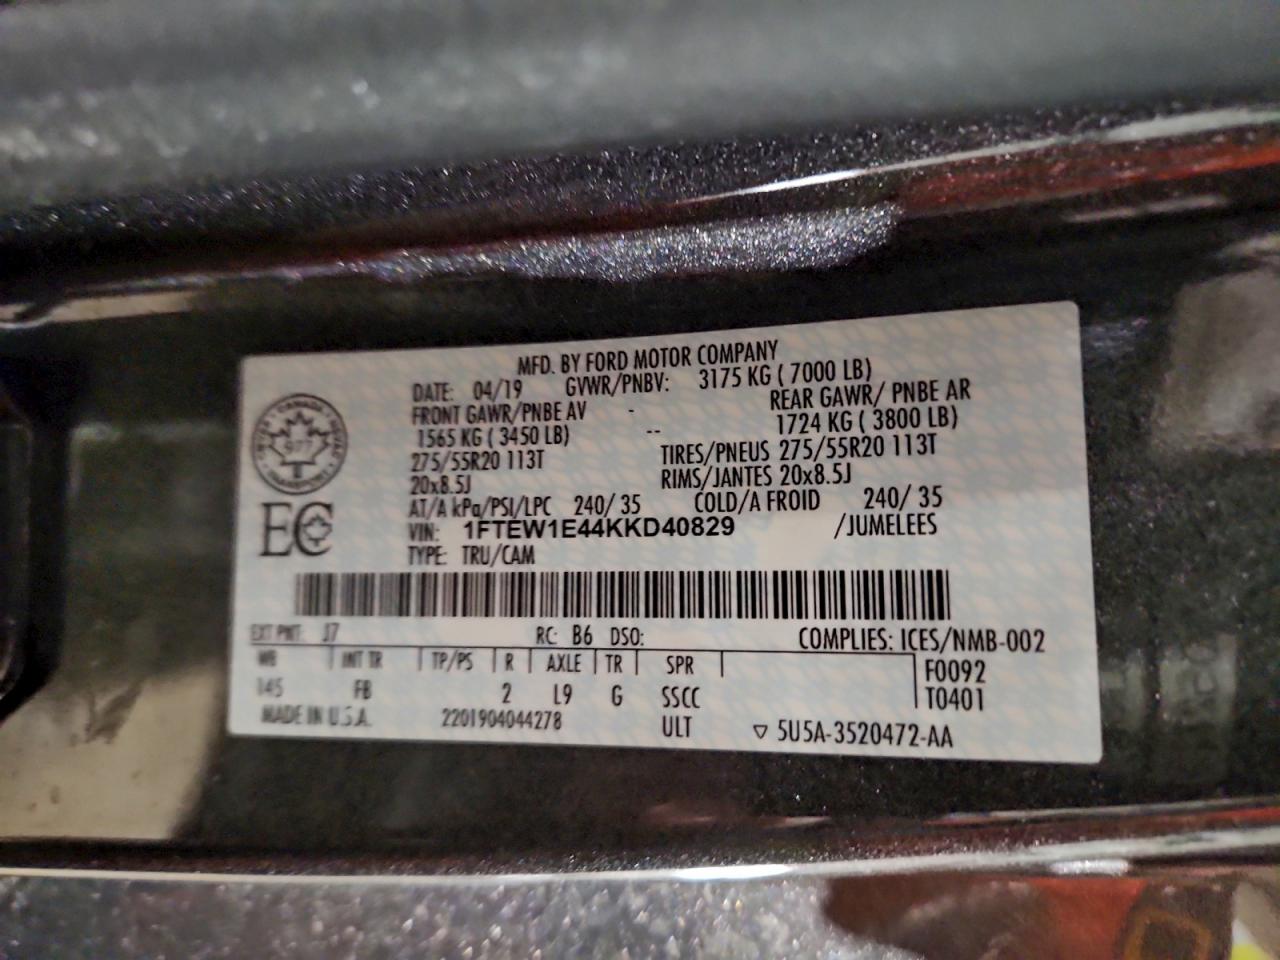 MFD. BY FORD MOTOR COMPANY
DATE: 04/19 GVWR/PNBV: 3175 KG ( 7000 LB)
FRONT GAWR/PNBE AV - REAR GAWR/ PNBE AR
1565 KG ( 3450 LB) -- 1724 KG ( 3800 LB)
275/55R20 113T TIRES/PNEUS 275/55R20 113T
20x8.5J RIMS/JANTES 20x8.5J
AT/A kPa/PSI/LPC 240/ 35 COLD/A FROID 240/ 35
VIN: 1FTEW1E44KKD40829 /JUMELEES
TYPE: TRU/CAM
CANADA
TRANSPORT
EC
EXT PNT: J7 RC: B6 DSO: COMPLIES: ICES/NMB-002
WB INT TR TP/PS R AXLE TR SPR F0092
145 FB 2 L9 G SSCC T0401
MADE IN U.S.A. 2201904044278 ULT ▽ 5U5A-3520472-AA